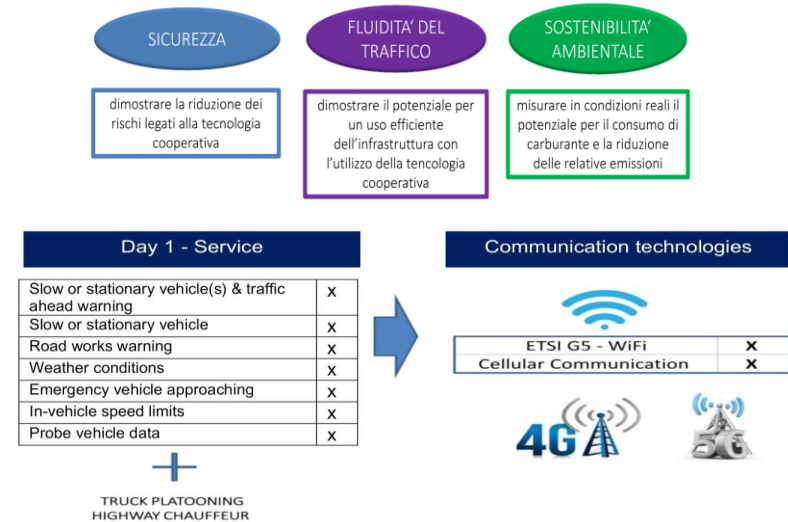 SICUREZZA
FLUIDITA’ DEL
TRAFFICO
SOSTENIBILITA’
AMBIENTALE
dimostrare la riduzione dei
rischi legati alla tecnologia
cooperativa
dimostrare il potenziale per
un uso efficiente
dell’infrastruttura con
l’utilizzo della tencologia
cooperativa
misurare in condizioni reali il
potenziale per il consumo di
carburante e la riduzione
delle relative emissioni
Day 1 - Service
Slow or stationary vehicle(s) & traffic
ahead warning x
Slow or stationary vehicle x
Road works warning x
Weather conditions x
Emergency vehicle approaching x
In-vehicle speed limits x
Probe vehicle data x
TRUCK PLATOONING
HIGHWAY CHAUFFEUR
Communication technologies
ETSI G5 - WiFi x
Cellular Communication x
4G
5G